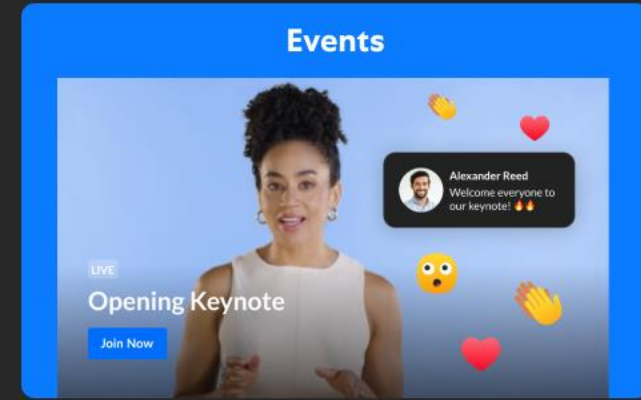 Events
Alexander Reed
Welcome everyone to
our keynote! 🔥🔥
LIVE
Opening Keynote
Join Now